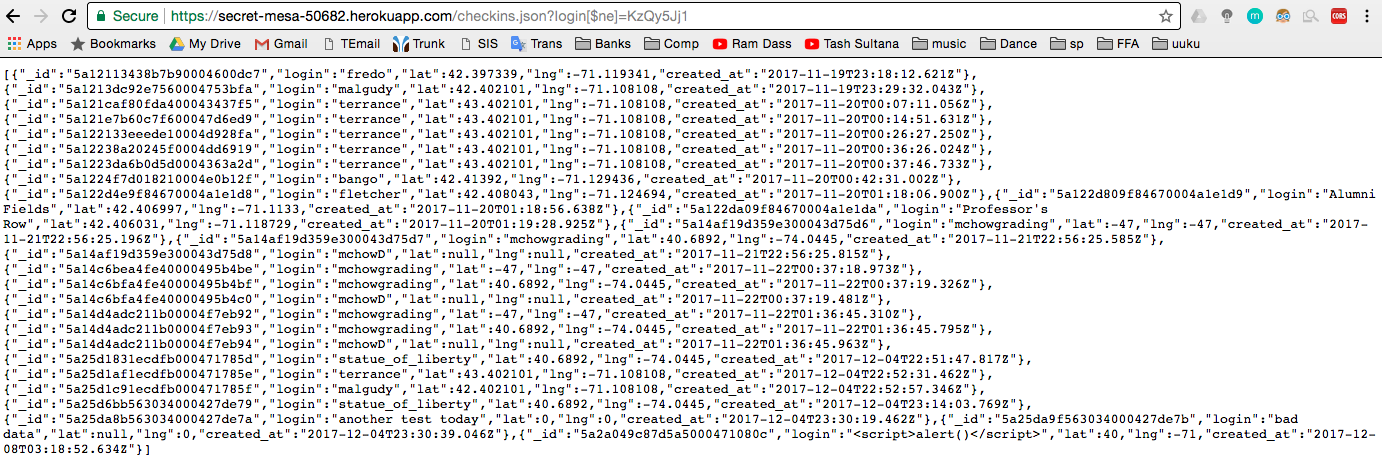 Secure https://secret-mesa-50682.herokuapp.com/checkins.json?login[$ne]=KzQy5Jj1
Apps Bookmarks My Drive Gmail TEmail Trunk SIS Trans Banks Comp Ram Dass Tash Sultana music Dance sp FFA uuku
[{"_id":"5a12113438b7b90004600dc7","login":"fredo","lat":42.397339,"lng":-71.119341,"created_at":"2017-11-19T23:18:12.621Z"},
{"_id":"5a1213dc92e7560004753bfa","login":"malgudy","lat":42.402101,"lng":-71.108108,"created_at":"2017-11-19T23:29:32.043Z"},
{"_id":"5a121caf80fda400043437f5","login":"terrance","lat":43.402101,"lng":-71.108108,"created_at":"2017-11-20T00:07:11.056Z"},
{"_id":"5a121e7b60c7f600047d6ed9","login":"terrance","lat":43.402101,"lng":-71.108108,"created_at":"2017-11-20T00:14:51.631Z"},
{"_id":"5a122133eeede10004d928fa","login":"terrance","lat":43.402101,"lng":-71.108108,"created_at":"2017-11-20T00:26:27.250Z"},
{"_id":"5a12238a20245f0004dd6919","login":"terrance","lat":43.402101,"lng":-71.108108,"created_at":"2017-11-20T00:36:26.024Z"},
{"_id":"5a1223da6b0d5d0004363a2d","login":"terrance","lat":43.402101,"lng":-71.108108,"created_at":"2017-11-20T00:37:46.733Z"},
{"_id":"5a1224f7d018210004e0b12f","login":"bango","lat":42.41392,"lng":-71.129436,"created_at":"2017-11-20T00:42:31.002Z"},
{"_id":"5a122d4e9f84670004a1e1d8","login":"fletcher","lat":42.408043,"lng":-71.124694,"created_at":"2017-11-20T01:18:06.900Z"},{"_id":"5a122d809f84670004a1e1d9","login":"Alumni
Fields","lat":42.406997,"lng":-71.1133,"created_at":"2017-11-20T01:18:56.638Z"},{"_id":"5a122da09f84670004a1e1da","login":"Professor's
Row","lat":42.406031,"lng":-71.118729,"created_at":"2017-11-20T01:19:28.925Z"},{"_id":"5a14af19d359e300043d75d6","login":"mchowgrading","lat":-47,"lng":-47,"created_at":"2017-
11-21T22:56:25.196Z"},{"_id":"5a14af19d359e300043d75d7","login":"mchowgrading","lat":40.6892,"lng":-74.0445,"created_at":"2017-11-21T22:56:25.585Z"},
{"_id":"5a14af19d359e300043d75d8","login":"mchowD","lat":null,"lng":null,"created_at":"2017-11-21T22:56:25.815Z"},
{"_id":"5a14c6bea4fe40000495b4be","login":"mchowgrading","lat":-47,"lng":-47,"created_at":"2017-11-22T00:37:18.973Z"},
{"_id":"5a14c6bfa4fe40000495b4bf","login":"mchowgrading","lat":40.6892,"lng":-74.0445,"created_at":"2017-11-22T00:37:19.326Z"},
{"_id":"5a14c6bfa4fe40000495b4c0","login":"mchowD","lat":null,"lng":null,"created_at":"2017-11-22T00:37:19.481Z"},
{"_id":"5a14d4adc211b00004f7eb92","login":"mchowgrading","lat":-47,"lng":-47,"created_at":"2017-11-22T01:36:45.310Z"},
{"_id":"5a14d4adc211b00004f7eb93","login":"mchowgrading","lat":40.6892,"lng":-74.0445,"created_at":"2017-11-22T01:36:45.795Z"},
{"_id":"5a14d4adc211b00004f7eb94","login":"mchowD","lat":null,"lng":null,"created_at":"2017-11-22T01:36:45.963Z"},
{"_id":"5a25d1831ecdfb000471785d","login":"statue_of_liberty","lat":40.6892,"lng":-74.0445,"created_at":"2017-12-04T22:51:47.817Z"},
{"_id":"5a25d1af1ecdfb000471785e","login":"terrance","lat":43.402101,"lng":-71.108108,"created_at":"2017-12-04T22:52:31.462Z"},
{"_id":"5a25d1c91ecdfb000471785f","login":"malgudy","lat":42.402101,"lng":-71.108108,"created_at":"2017-12-04T22:52:57.346Z"},
{"_id":"5a25d6bb563034000427de79","login":"statue_of_liberty","lat":40.6892,"lng":-74.0445,"created_at":"2017-12-04T23:14:03.769Z"},
{"_id":"5a25da8b563034000427de7a","login":"another test today","lat":0,"lng":0,"created_at":"2017-12-04T23:30:19.462Z"},{"_id":"5a25da9f563034000427de7b","login":"bad
data","lat":null,"lng":0,"created_at":"2017-12-04T23:30:39.046Z"},{"_id":"5a2a049c87d5a5000471080c","login":"<script>alert()</script>","lat":40,"lng":-71,"created_at":"2017-12-
08T03:18:52.634Z"}]